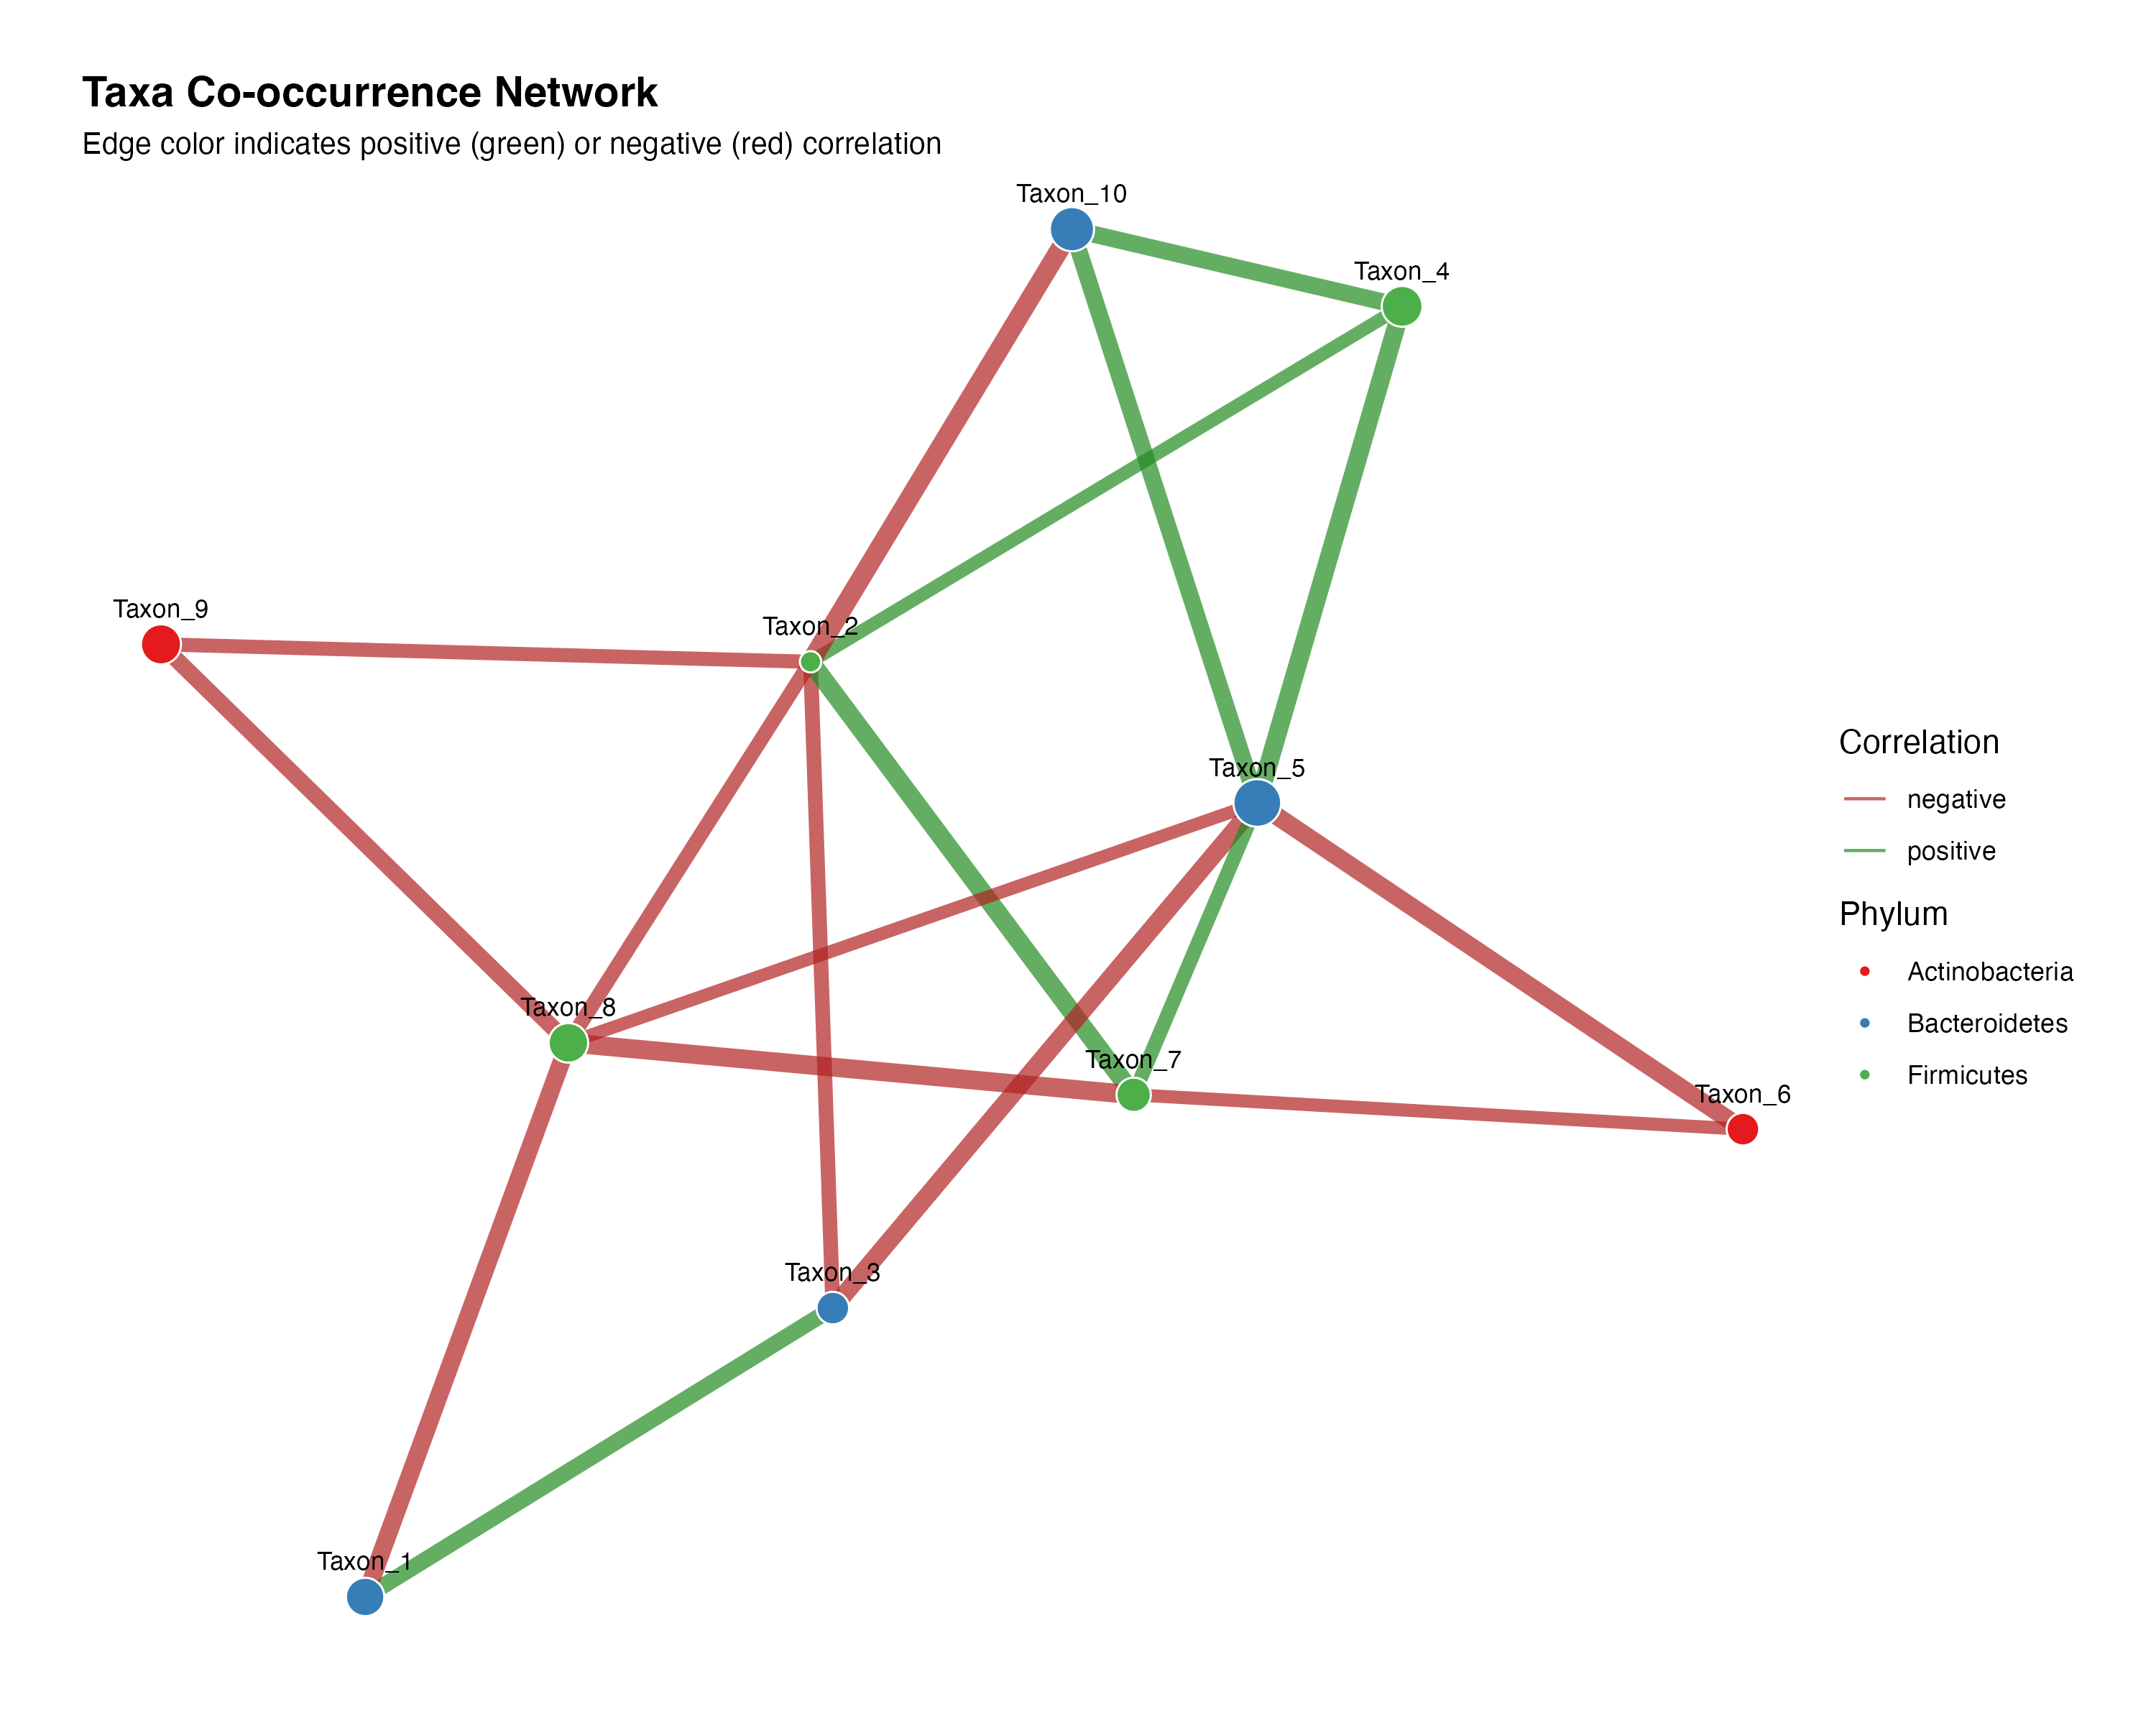 Taxa Co-occurrence Network
Edge color indicates positive (green) or negative (red) correlation
Taxon_10
Taxon_4
Taxon_9
Taxon_2
Taxon_5
Taxon_8
Taxon_7
Taxon_6
Taxon_3
Taxon_1
Correlation
negative
positive
Phylum
Actinobacteria
Bacteroidetes
Firmicutes